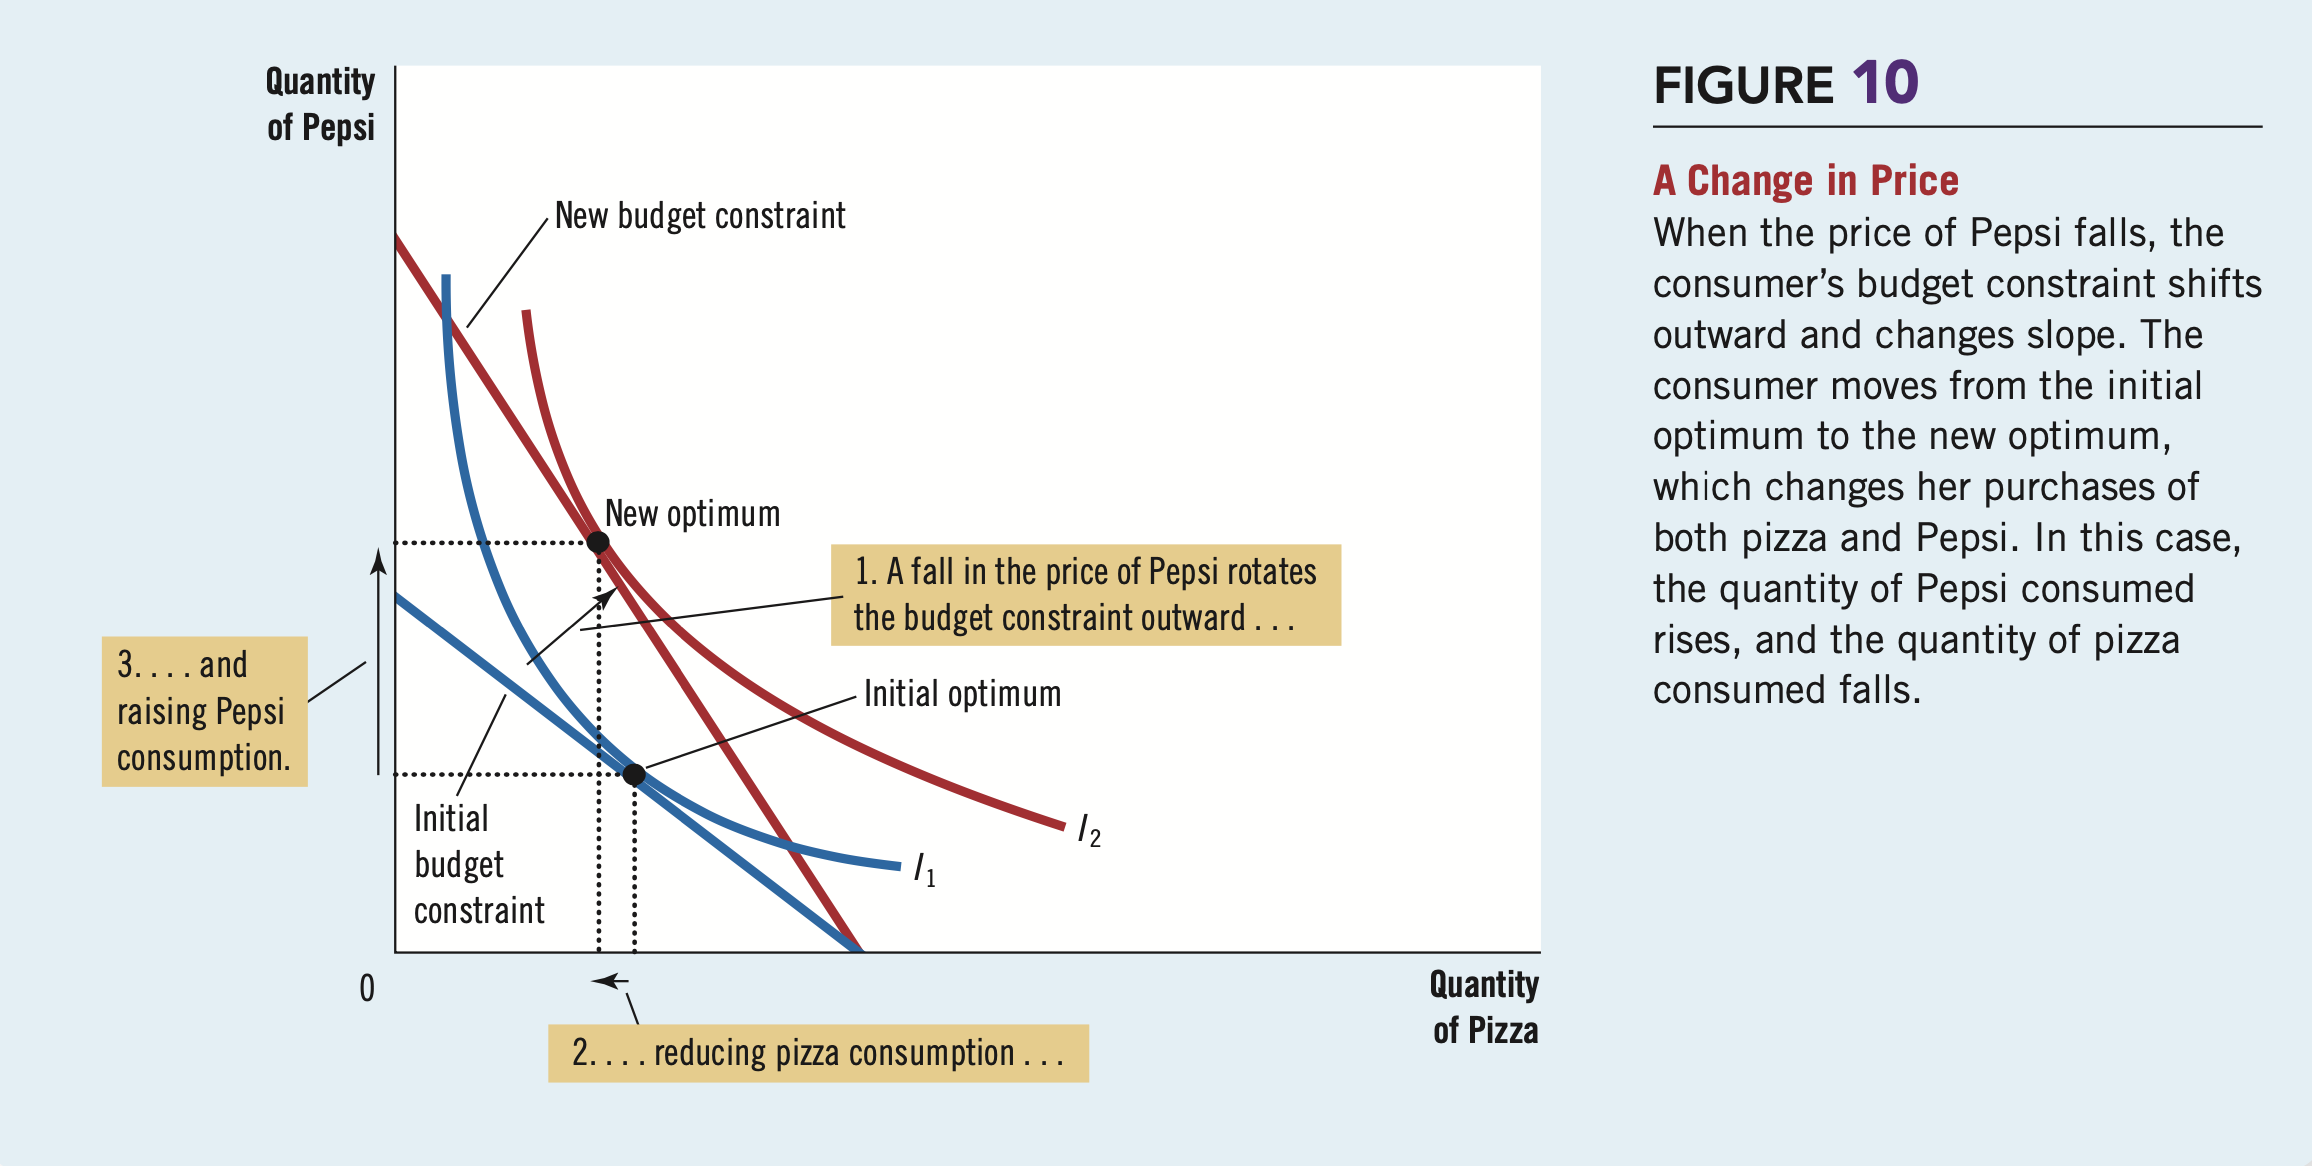 Quantity
of Pepsi
New budget constraint
New optimum
1. A fall in the price of Pepsi rotates
the budget constraint outward . . .
3. . . . and
raising Pepsi
consumption.
Initial optimum
Initial
budget
constraint
I2
I1
0
Quantity
of Pizza
2. . . . reducing pizza consumption . . .
FIGURE 10
A Change in Price
When the price of Pepsi falls, the
consumer’s budget constraint shifts
outward and changes slope. The
consumer moves from the initial
optimum to the new optimum,
which changes her purchases of
both pizza and Pepsi. In this case,
the quantity of Pepsi consumed
rises, and the quantity of pizza
consumed falls.